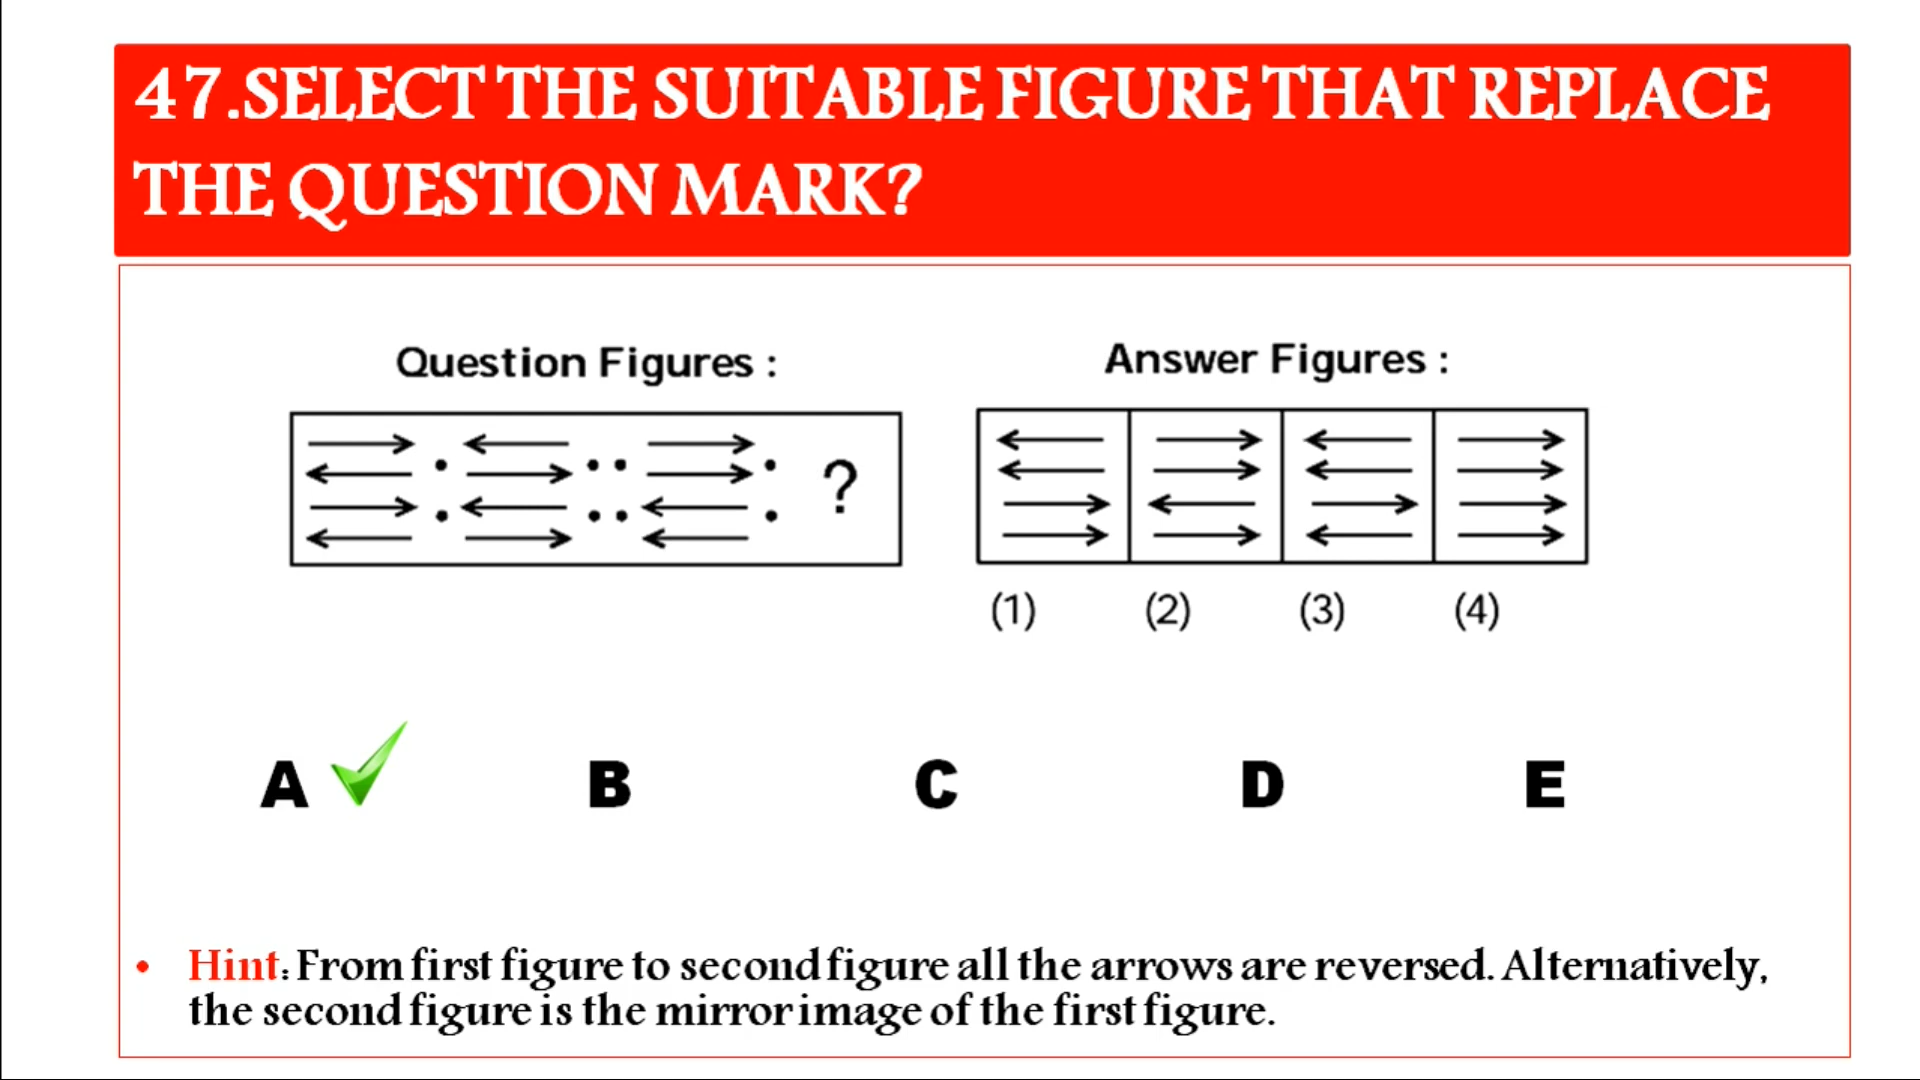 47.SELECT THE SUITABLE FIGURE THAT REPLACE
THE QUESTION MARK?
Question Figures :
Answer Figures :
?
(1) (2) (3) (4)
A B C D E
• Hint: From first figure to second figure all the arrows are reversed. Alternatively,
the second figure is the mirror image of the first figure.